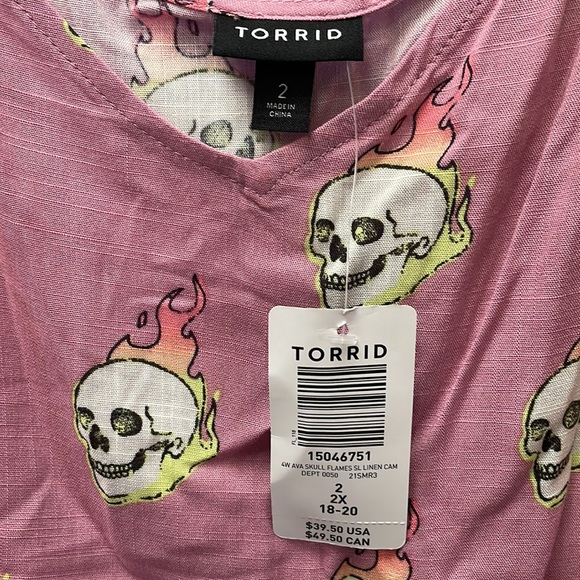 TORRID
2
MADE IN
CHINA
TORRID
15046751
4W AVA SKULL FLAMES SL LINEN CAM
DEPT 0050 21SMR3
2
2X
18-20
$39.50 USA
$49.50 CAN